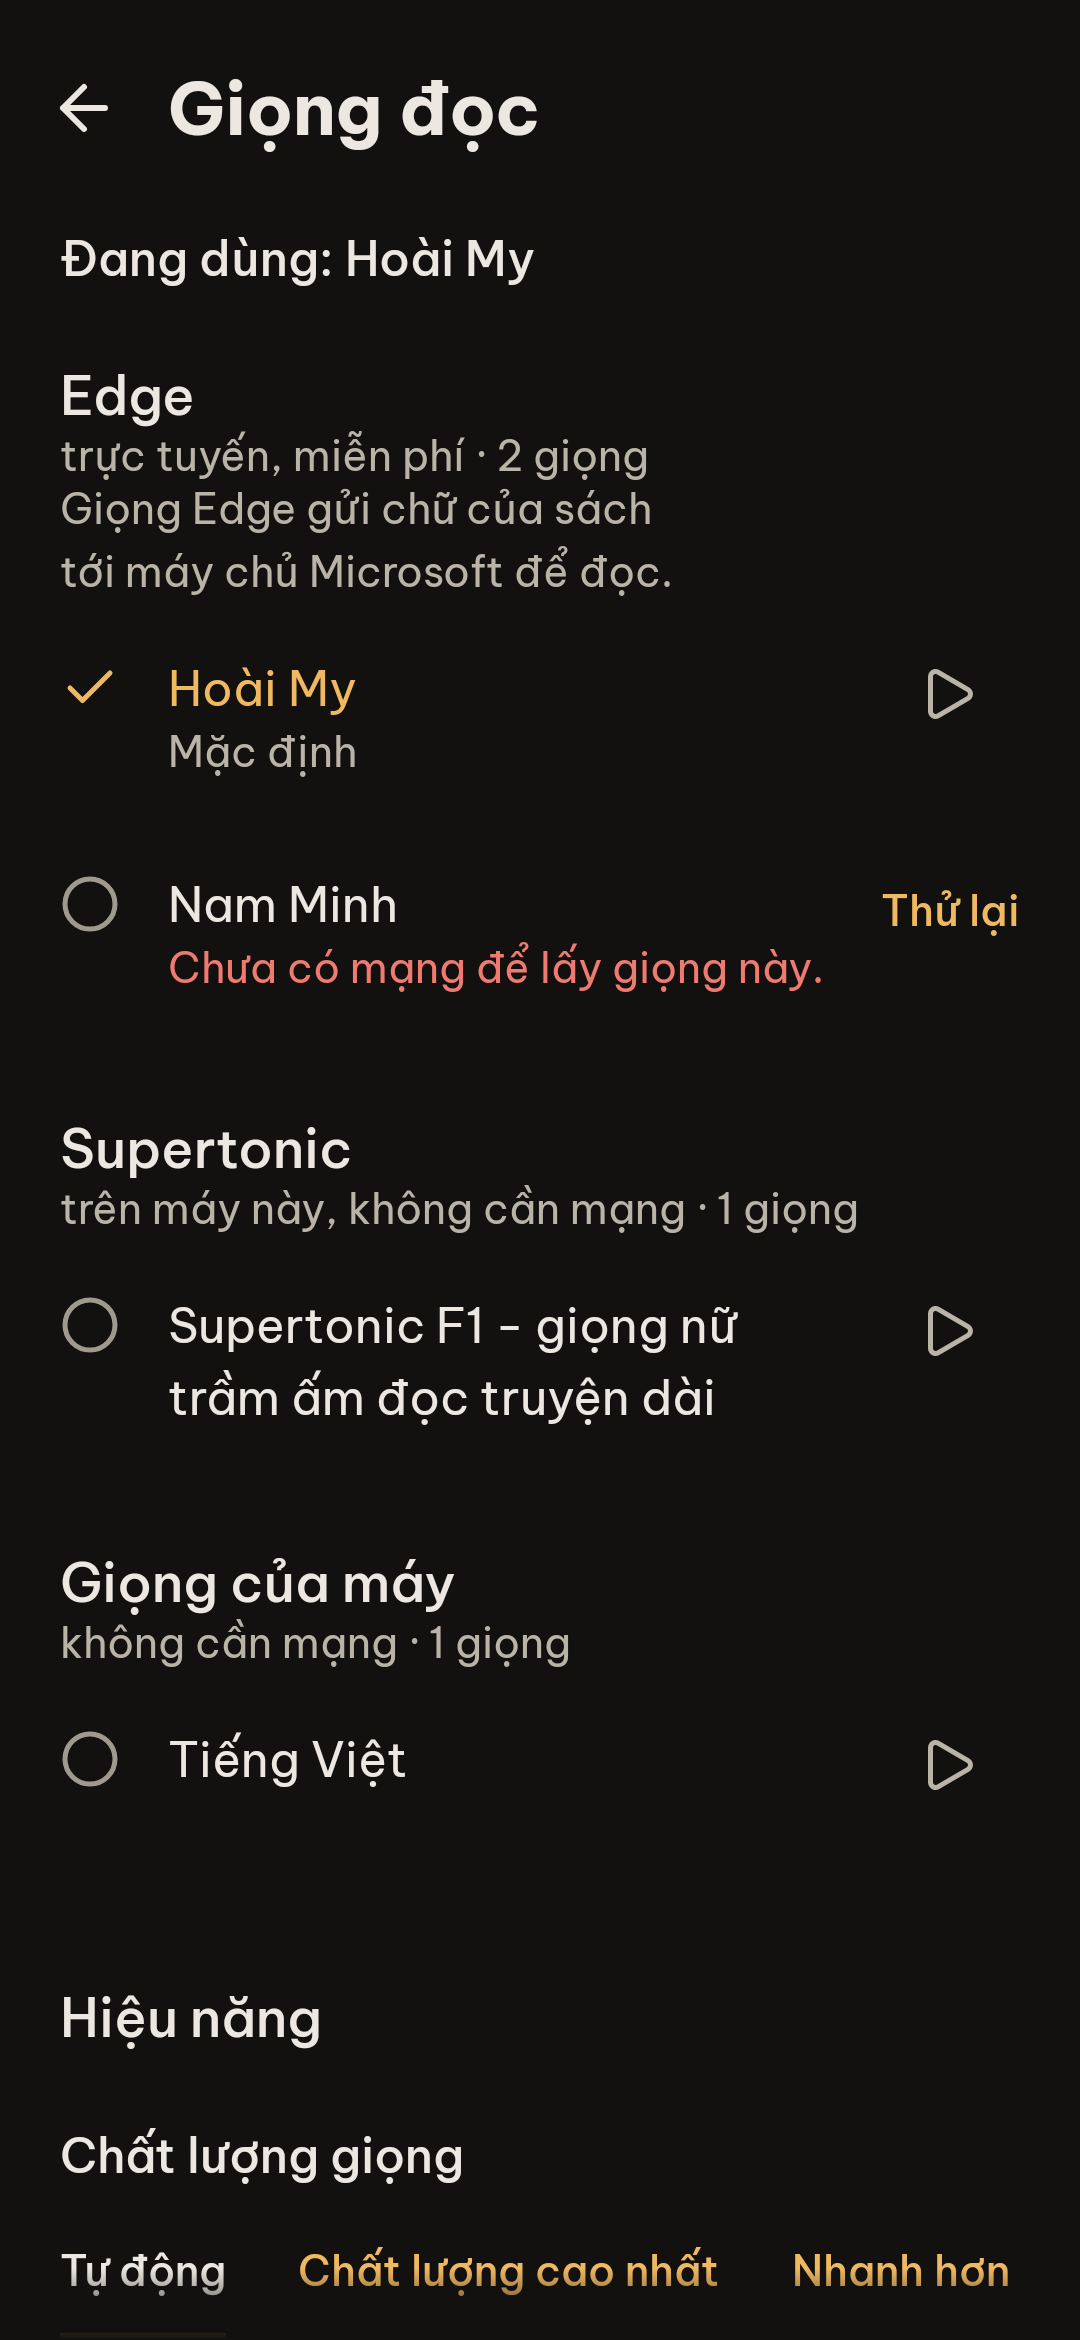 Giọng đọc
Đang dùng: Hoài My
Edge
trực tuyến, miễn phí · 2 giọng
Giọng Edge gửi chữ của sách
tới máy chủ Microsoft để đọc.
Hoài My
Mặc định
Nam Minh
Thử lại
Chưa có mạng để lấy giọng này.
Supertonic
trên máy này, không cần mạng · 1 giọng
Supertonic F1 - giọng nữ
trầm ấm đọc truyện dài
Giọng của máy
không cần mạng · 1 giọng
Tiếng Việt
Hiệu năng
Chất lượng giọng
Tự động Chất lượng cao nhất Nhanh hơn